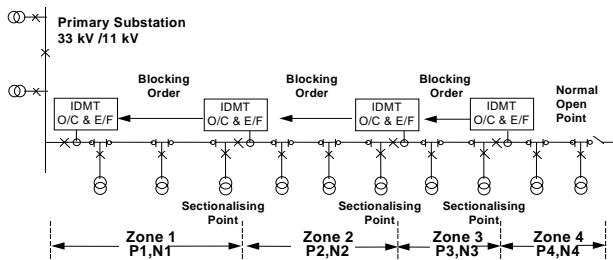 Primary Substation
33 kV /11 kV
Blocking
Order
Blocking
Order
Blocking
Order
Normal
Open
Point
IDMT
O/C & E/F
IDMT
O/C & E/F
IDMT
O/C & E/F
IDMT
O/C & E/F
Sectionalising
Point
Sectionalising
Point
Sectionalising
Point
Zone 1
P1,N1
Zone 2
P2,N2
Zone 3
P3,N3
Zone 4
P4,N4